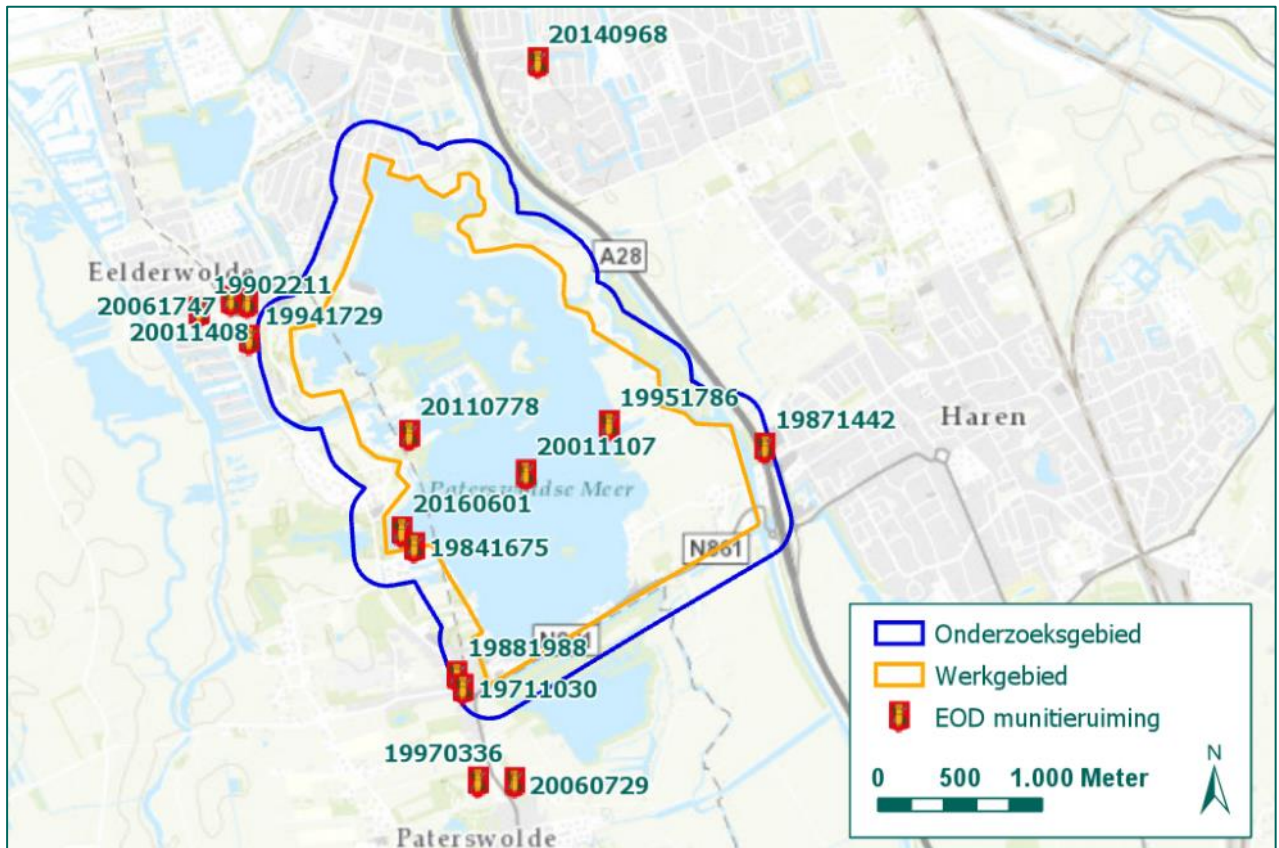 20140968
A28
Eelderwolde
19902211
20061747
19941729
20011408
19951786
20110778
19871442
Haren
20011107
Paterswoldse Meer
20160601
N861
19841675
19881988
19711030
19970336
20060729
Paterswolde
Onderzoeksgebied
Werkgebied
EOD munitieruiming
N
0 500 1.000 Meter